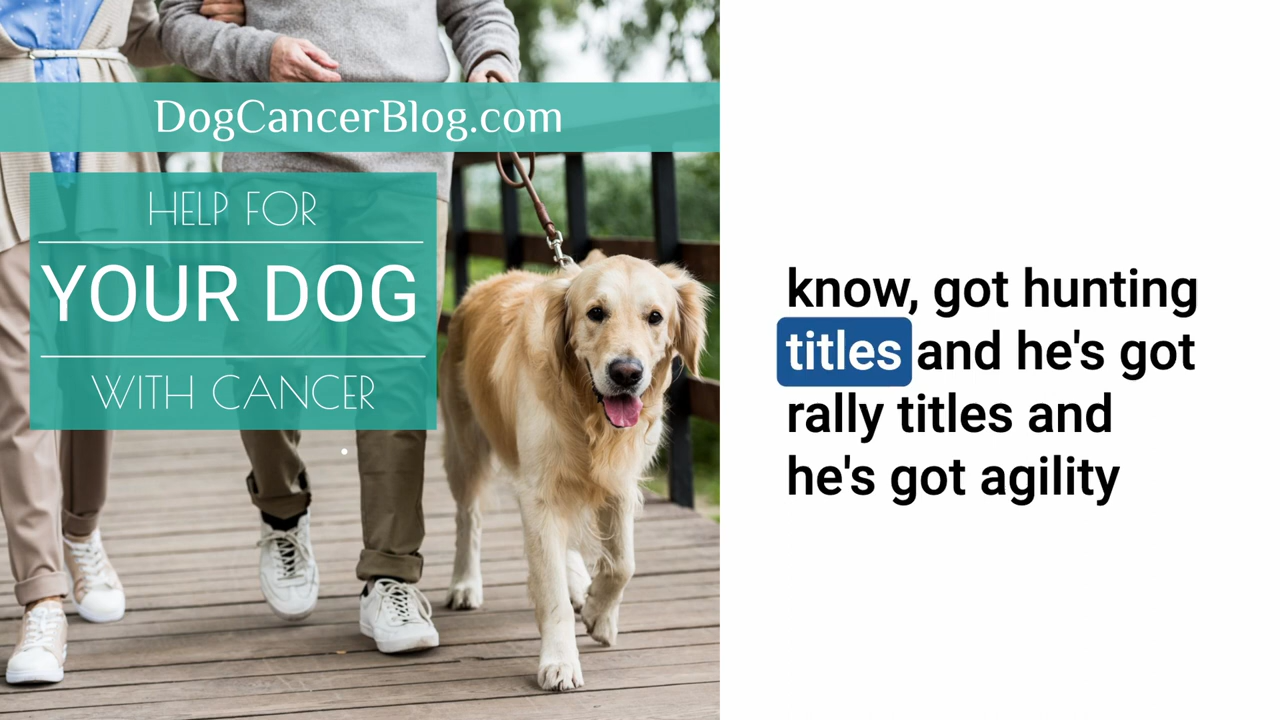 DogCancerBlog.com
HELP FOR
YOUR DOG
WITH CANCER
know, got hunting
titles and he's got
rally titles and
he's got agility